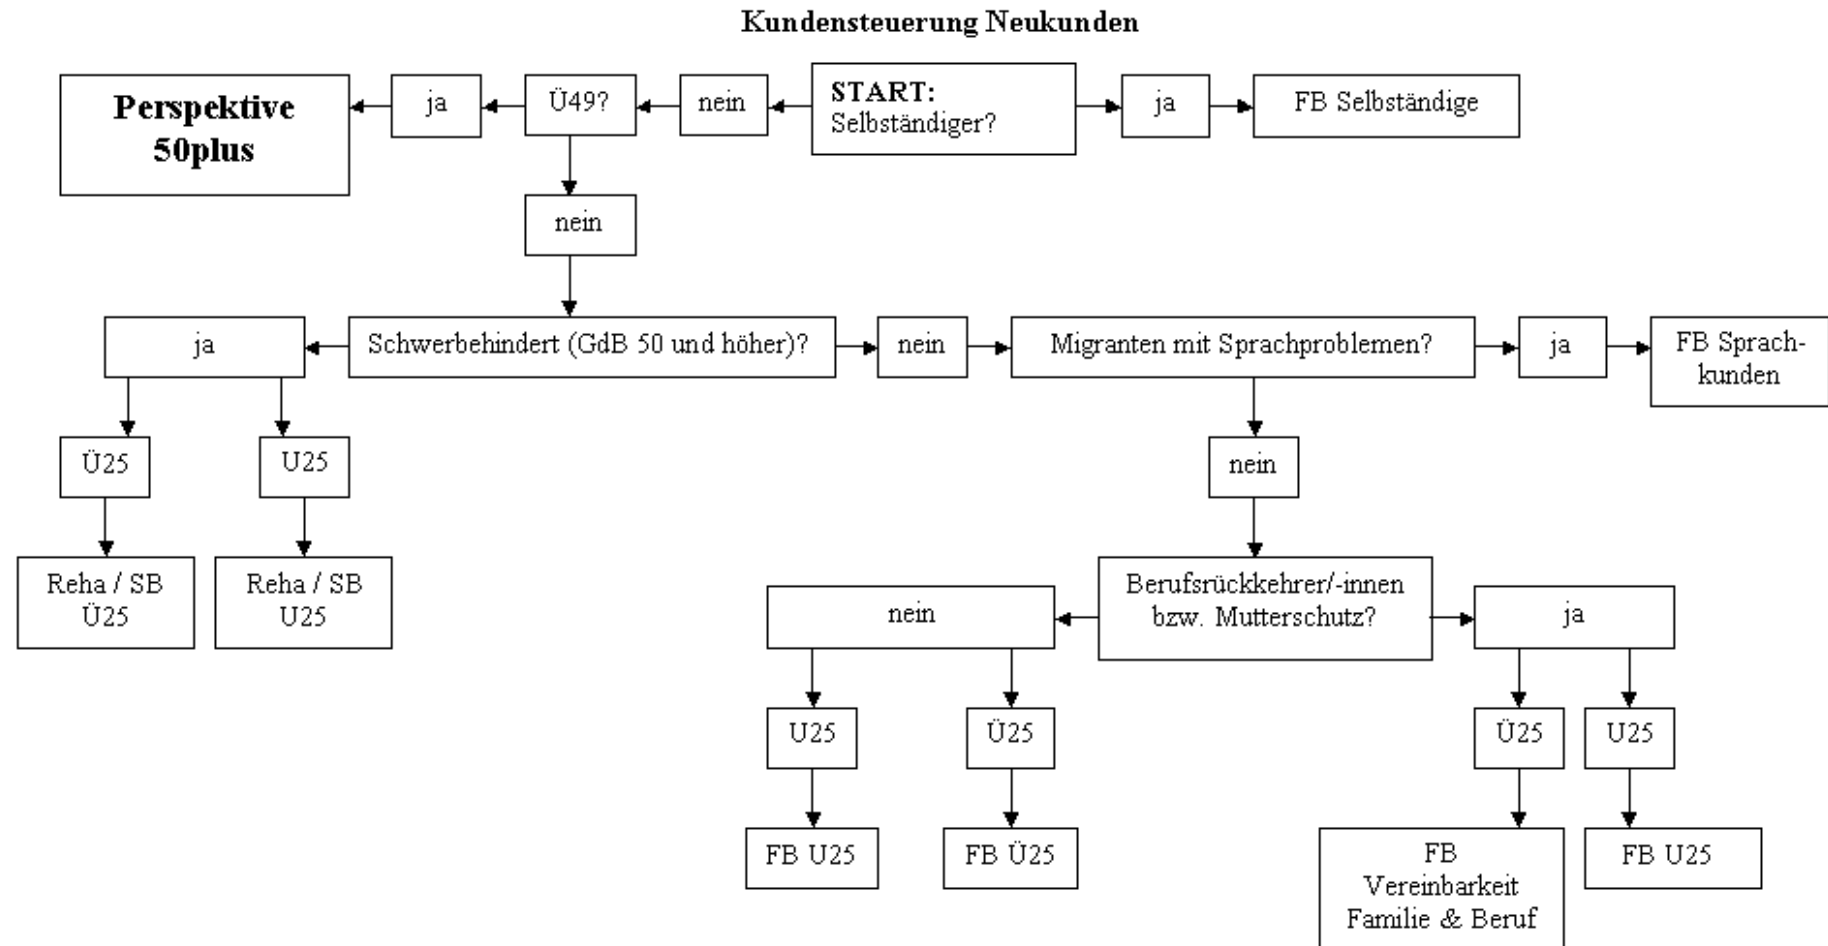 Kundensteuerung Neukunden
Perspektive
50plus
ja
Ü49?
nein
START:
Selbständiger?
ja
FB Selbständige
nein
ja
Schwerbehindert (GdB 50 und höher)?
nein
Migranten mit Sprachproblemen?
ja
FB Sprach-
kunden
Ü25
U25
nein
Reha / SB
Ü25
Reha / SB
U25
nein
Berufsrückkehrer/-innen
bzw. Mutterschutz?
ja
U25
Ü25
Ü25
U25
FB U25
FB Ü25
FB
Vereinbarkeit
Familie & Beruf
FB U25